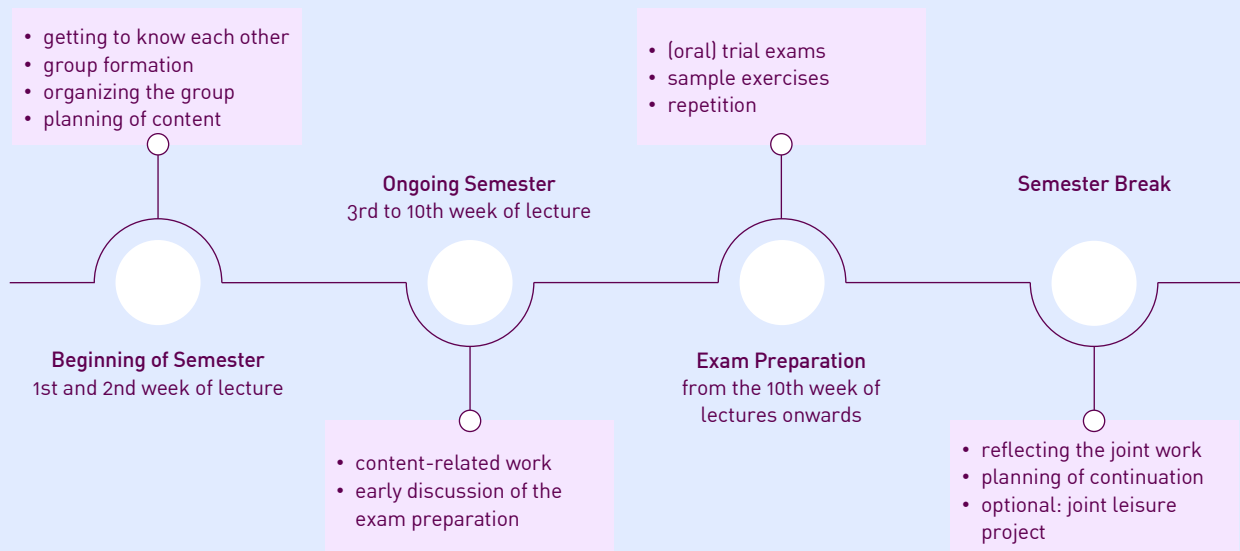 • getting to know each other
• group formation
• organizing the group
• planning of content
Beginning of Semester
1st and 2nd week of lecture
Ongoing Semester
3rd to 10th week of lecture
• content-related work
• early discussion of the
exam preparation
• (oral) trial exams
• sample exercises
• repetition
Exam Preparation
from the 10th week of
lectures onwards
Semester Break
• reflecting the joint work
• planning of continuation
• optional: joint leisure
project